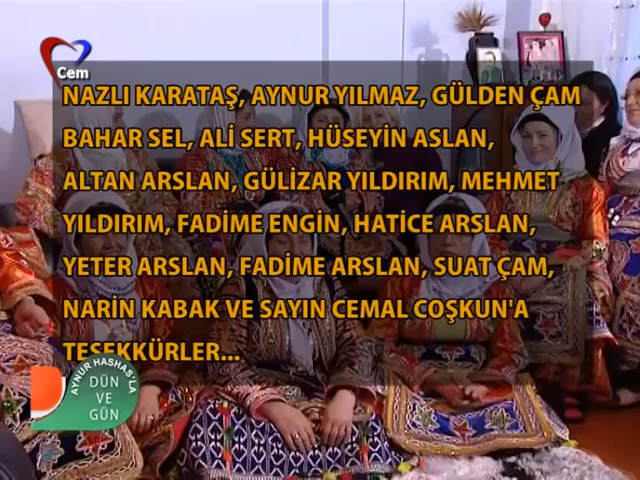 Cem
NAZLI KARATAŞ, AYNUR YILMAZ, GÜLDEN ÇAM
BAHAR SEL, ALİ SERT, HÜSEYİN ASLAN,
ALTAN ARSLAN, GÜLİZAR YILDIRIM, MEHMET
YILDIRIM, FADİME ENGİN, HATİCE ARSLAN,
YETER ARSLAN, FADİME ARSLAN, SUAT ÇAM,
NARİN KABAK VE SAYIN CEMAL COŞKUN'A
TEŞEKKÜRLER...
AYNUR HASHAS'LA
DÜN
VE
GÜN